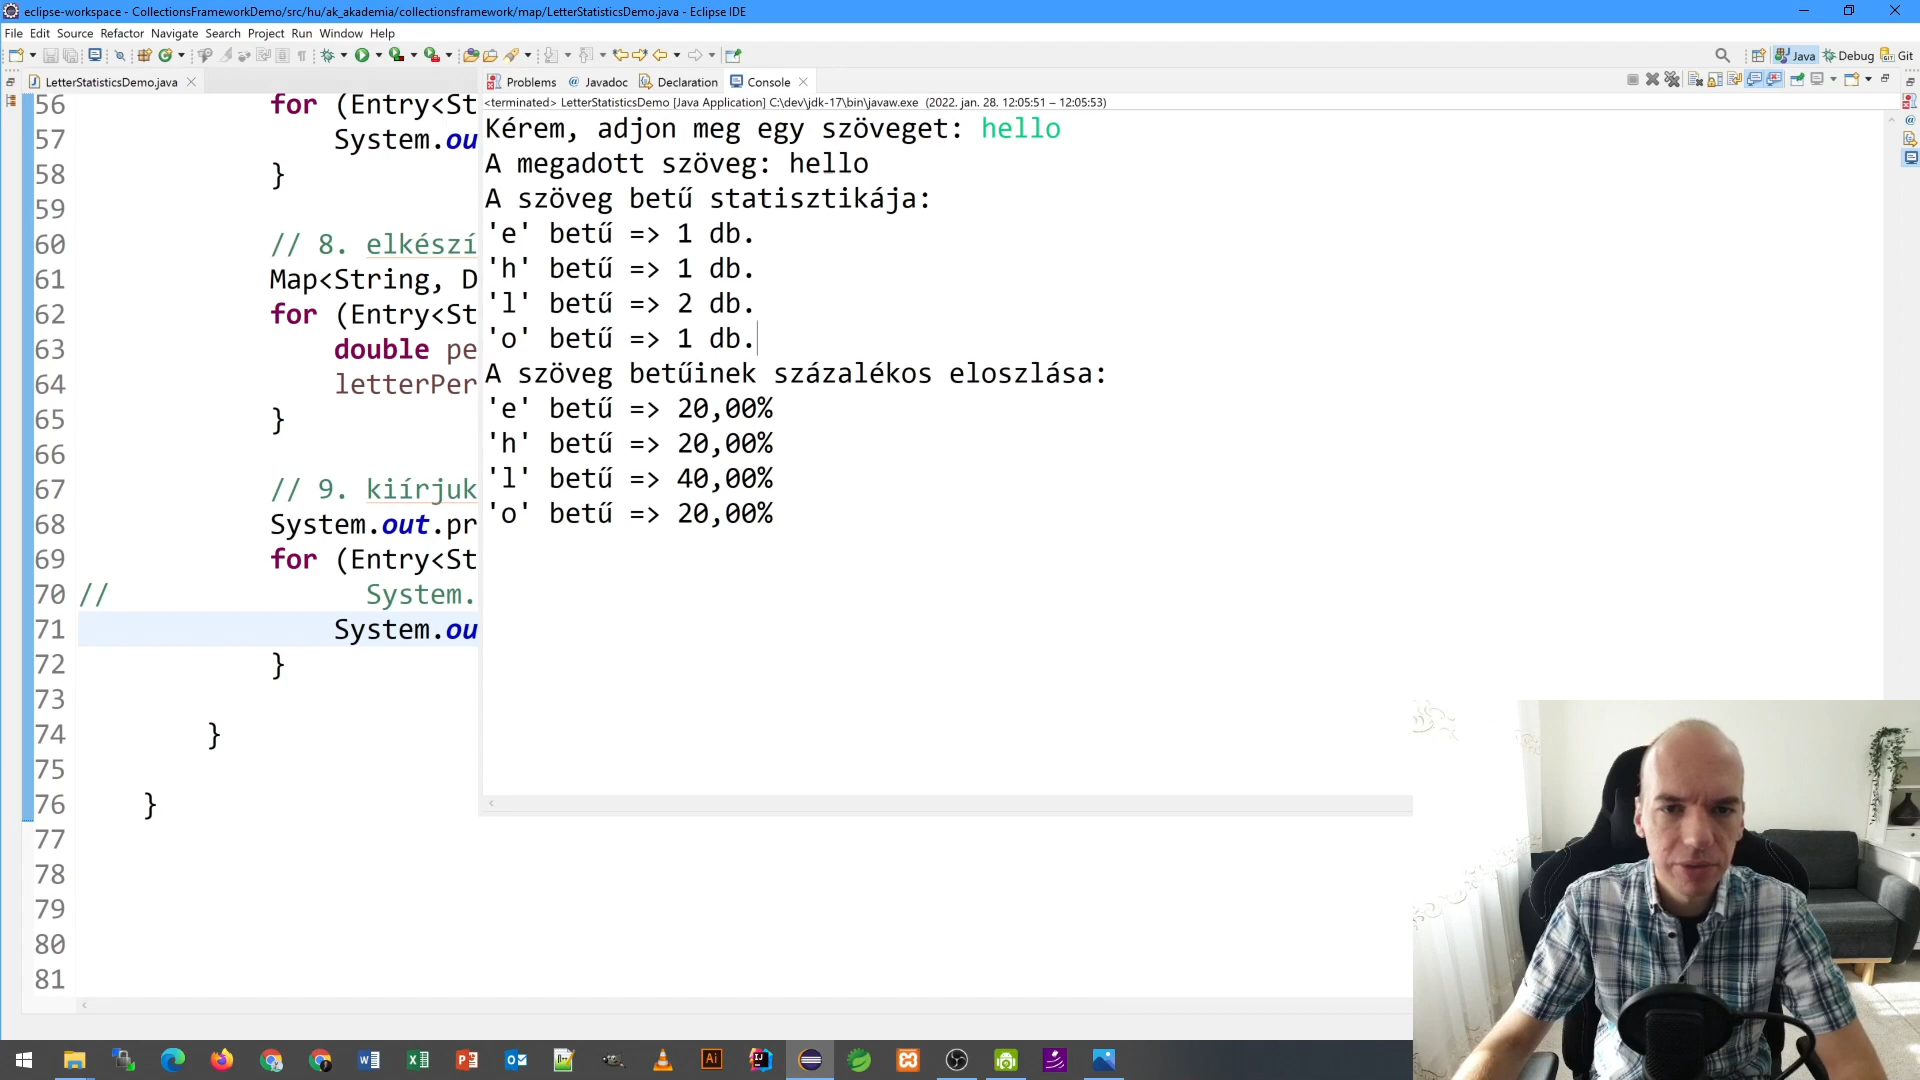 eclipse-workspace - CollectionsFrameworkDemo/src/hu/ak_akademia/collectionsframework/map/LetterStatisticsDemo.java - Eclipse IDE
File Edit Source Refactor Navigate Search Project Run Window Help
Java Debug Git
LetterStatisticsDemo.java
Problems Javadoc Declaration Console
<terminated> LetterStatisticsDemo [Java Application] C:\dev\jdk-17\bin\javaw.exe (2022. jan. 28. 12:05:51 – 12:05:53)
56 for (Entry<St
57 System.ou
58 }
59
60 // 8. elkészí
61 Map<String, D
62 for (Entry<St
63 double pe
64 letterPer
65 }
66
67 // 9. kiírjuk
68 System.out.pr
69 for (Entry<St
70 // System.
71 System.ou
72 }
73
74 }
75
76 }
77
78
79
80
81
Kérem, adjon meg egy szöveget: hello
A megadott szöveg: hello
A szöveg betű statisztikája:
'e' betű => 1 db.
'h' betű => 1 db.
'l' betű => 2 db.
'o' betű => 1 db.
A szöveg betűinek százalékos eloszlása:
'e' betű => 20,00%
'h' betű => 20,00%
'l' betű => 40,00%
'o' betű => 20,00%